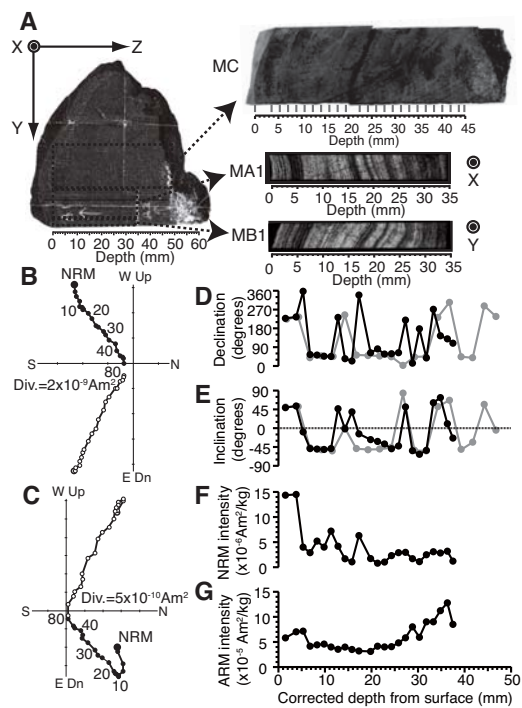 A
X
Z
Y
MC
0 5 10 15 20 25 30 35 40 45
Depth (mm)
MA1
0 5 10 15 20 25 30 35
Depth (mm)
X
MB1
0 5 10 15 20 25 30 35
Depth (mm)
Y
0 10 20 30 40 50 60
Depth (mm)
B
W Up
NRM
10
20
30
40
80
S
N
Div.=2x10⁻⁹Am²
E Dn
C
W Up
Div.=5x10⁻¹⁰Am²
S
N
80
40
30
20
10
NRM
E Dn
D
Declination
(degrees)
360
270
180
90
0
E
Inclination
(degrees)
90
45
0
-45
-90
F
NRM intensity
(x10⁻⁶Am²/kg)
15
10
5
0
G
ARM intensity
(x10⁻⁵ Am²/kg)
15
10
5
0
0 10 20 30 40 50
Corrected depth from surface (mm)